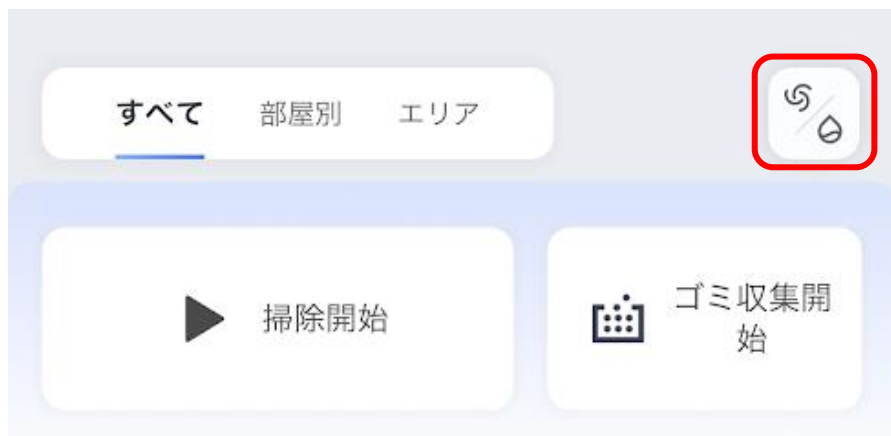 すべて 部屋別 エリア
掃除開始
ゴミ収集開
始